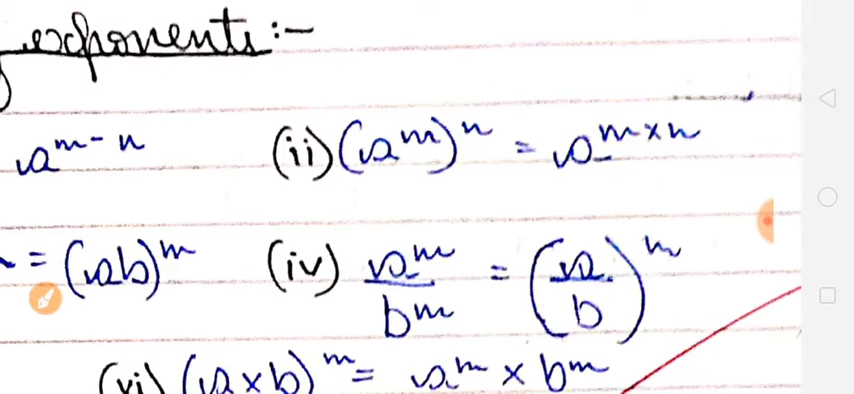 exponents :-
a^{m-n} (ii) (a^m)^n = a^{m×n}
= (ab)^m (iv) a^m/b^m = (a/b)^m
(vi) (a×b)^m = a^m × b^m